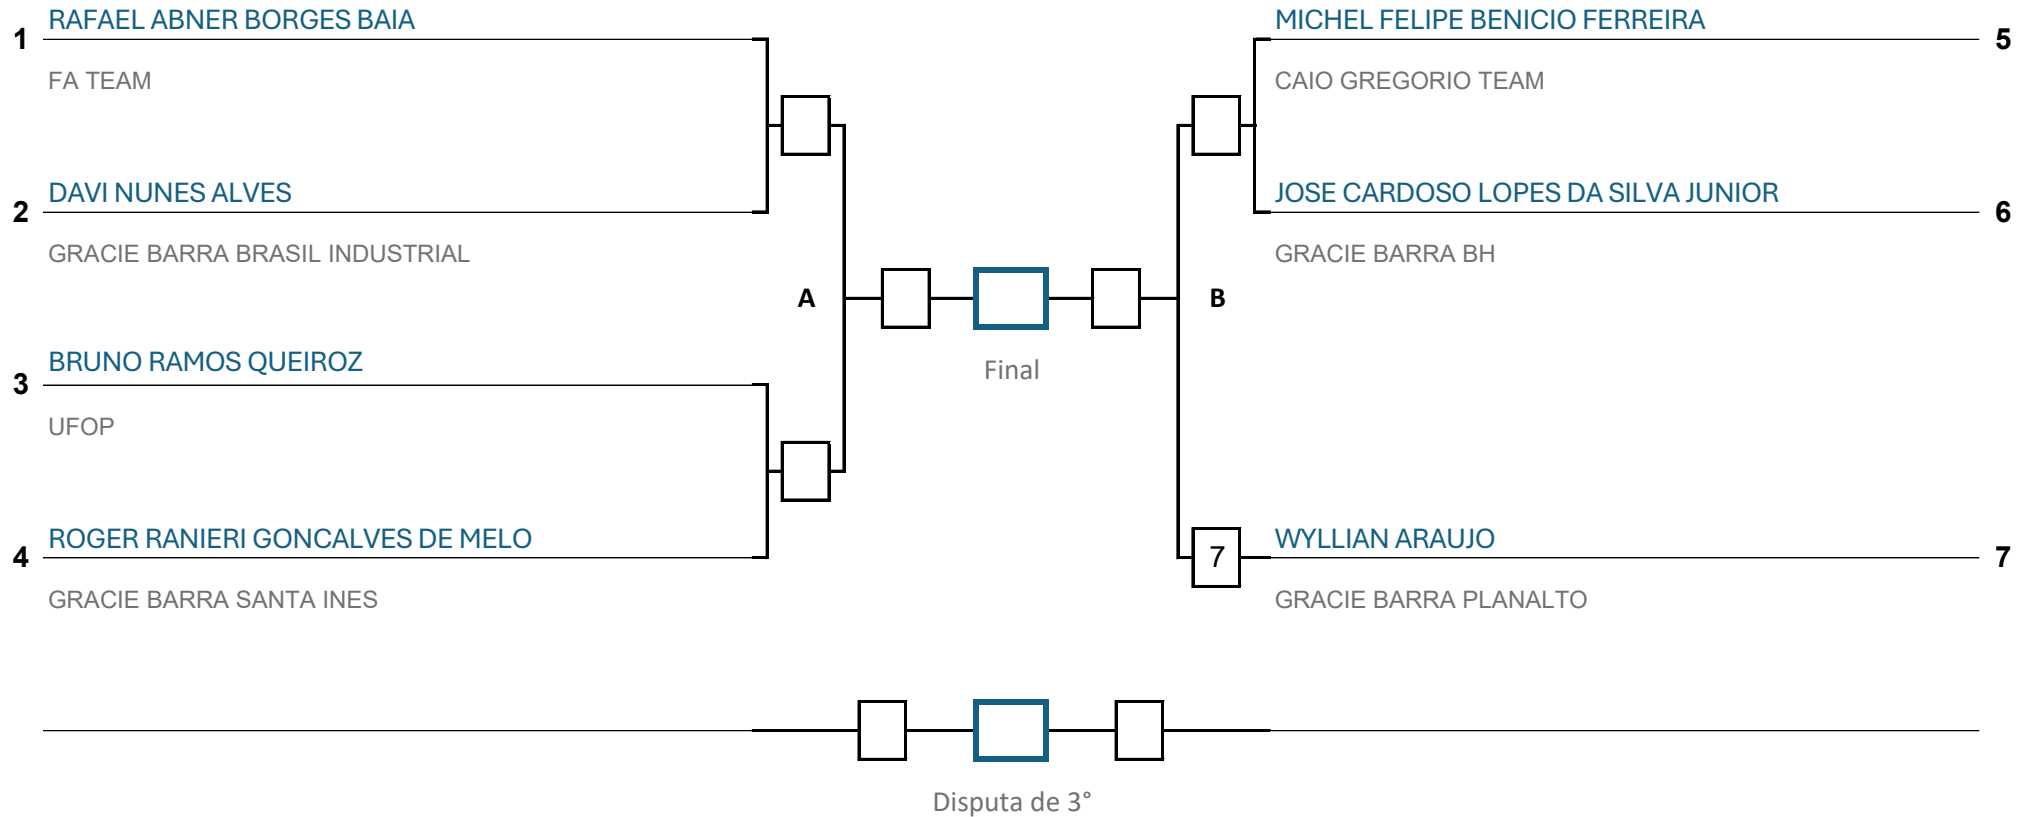 1
RAFAEL ABNER BORGES BAIA
FA TEAM
2
DAVI NUNES ALVES
GRACIE BARRA BRASIL INDUSTRIAL
A
3
BRUNO RAMOS QUEIROZ
UFOP
4
ROGER RANIERI GONCALVES DE MELO
GRACIE BARRA SANTA INES
Final
MICHEL FELIPE BENICIO FERREIRA
5
CAIO GREGORIO TEAM
JOSE CARDOSO LOPES DA SILVA JUNIOR
6
GRACIE BARRA BH
B
7
WYLLIAN ARAUJO
7
GRACIE BARRA PLANALTO
Disputa de 3°